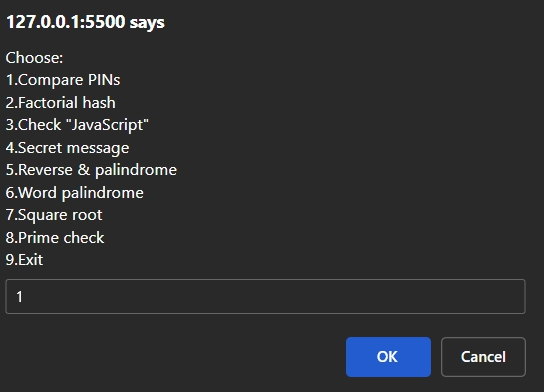 127.0.0.1:5500 says
Choose:
1.Compare PINs
2.Factorial hash
3.Check "JavaScript"
4.Secret message
5.Reverse & palindrome
6.Word palindrome
7.Square root
8.Prime check
9.Exit
1
OK Cancel